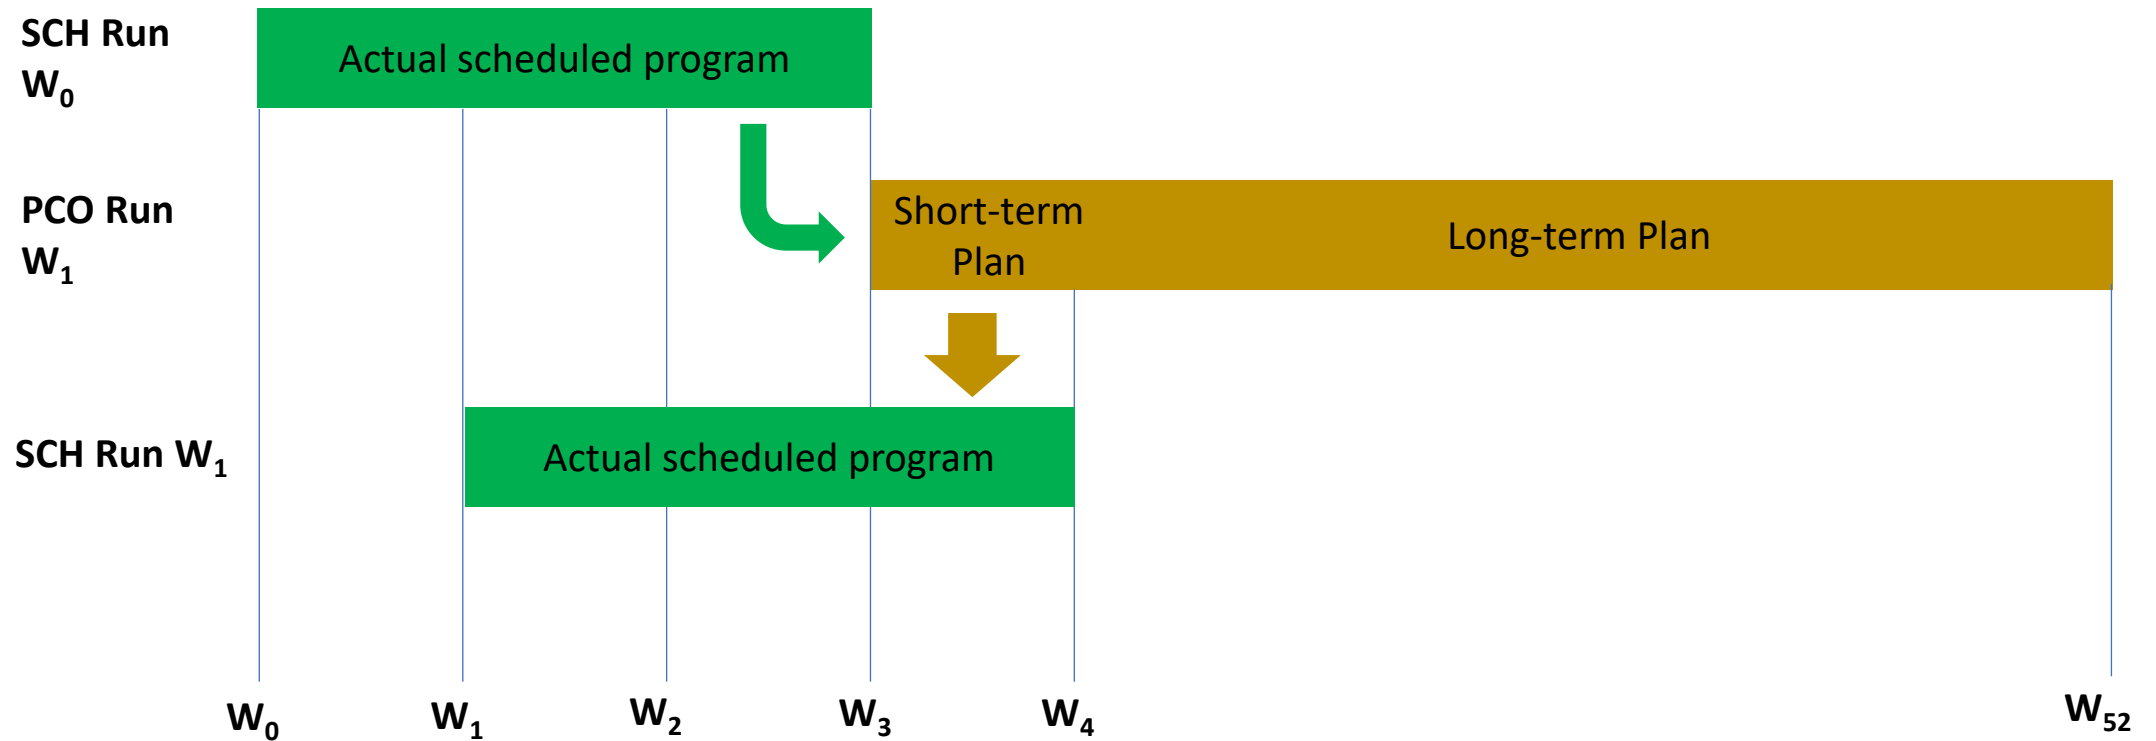 SCH Run
W₀
Actual scheduled program
PCO Run
W₁
Short-term
Plan
Long-term Plan
SCH Run W₁
Actual scheduled program
W₀ W₁ W₂ W₃ W₄ W₅₂